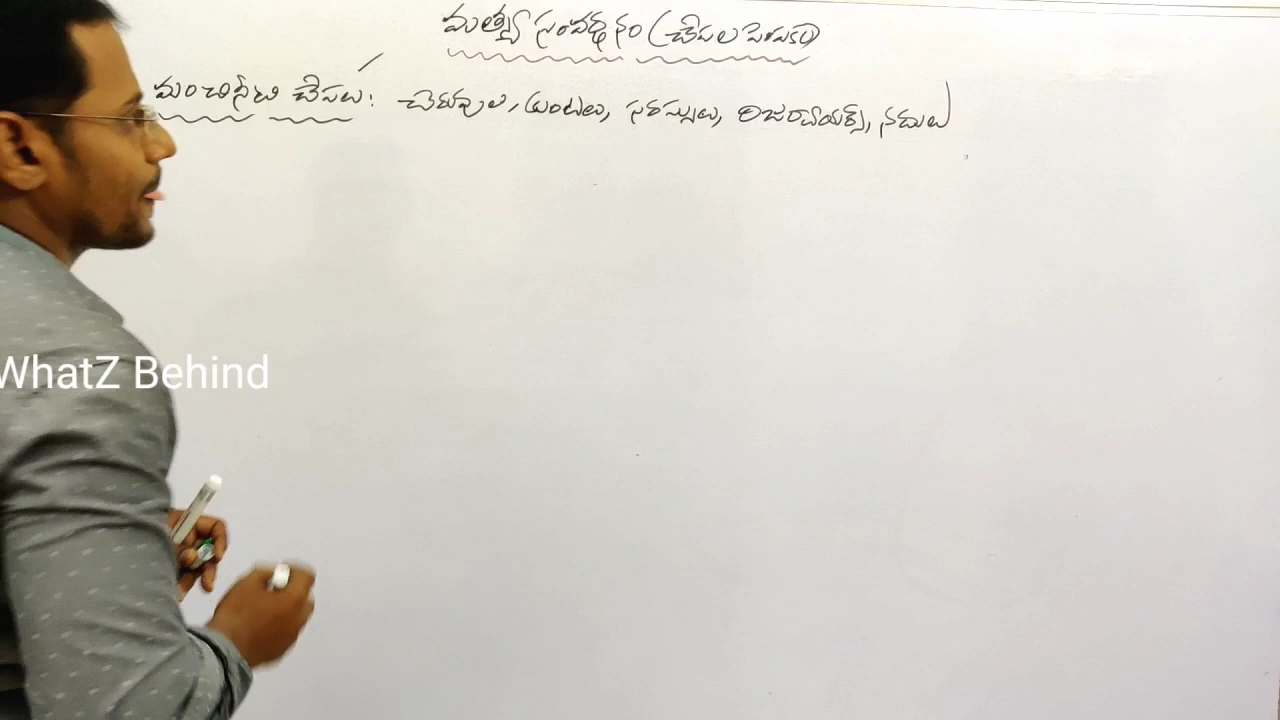 మత్స్య సంవర్ధనం (చేపల పెంపకం)
మంచినీటి చేపలు: చెరువులు, కుంటలు, సరస్సులు, రిజర్వాయర్స్, నదులు
WhatZ Behind